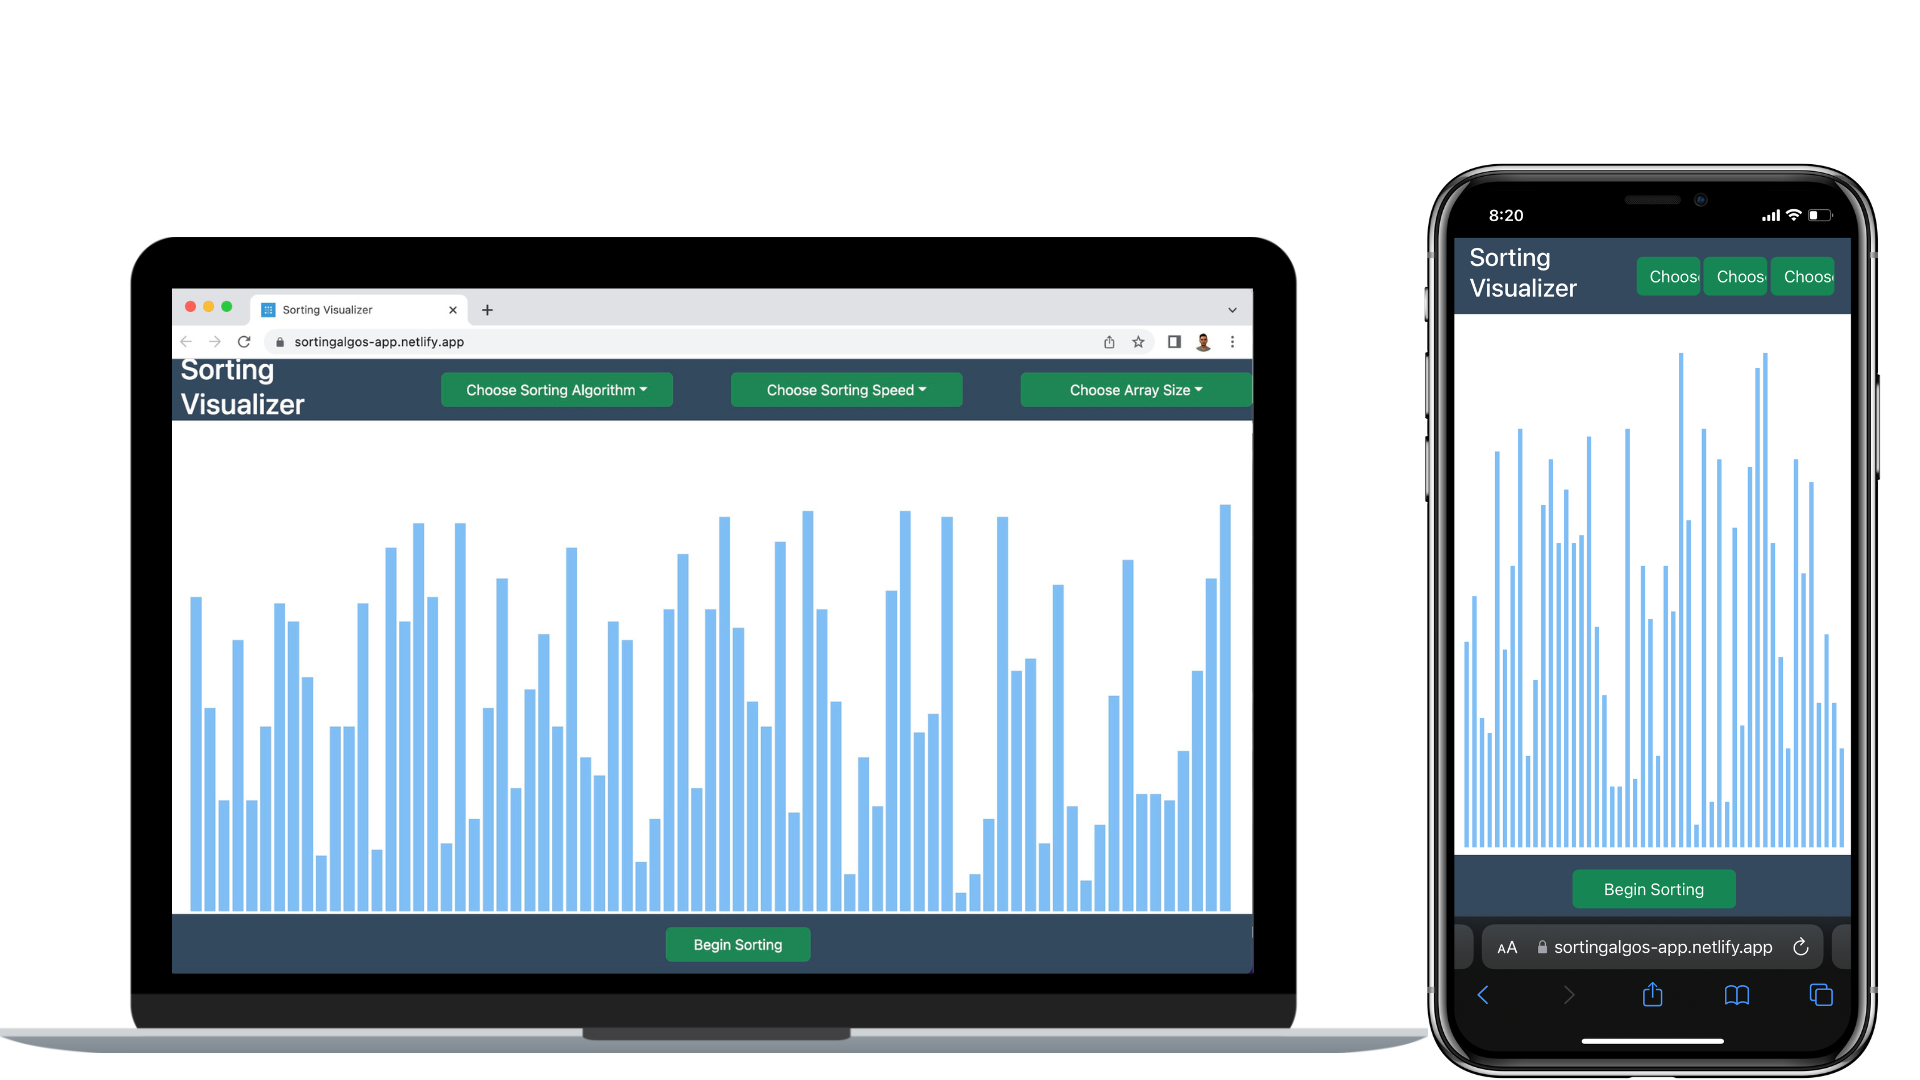 Sorting Visualizer
sortingalgos-app.netlify.app
Sorting
Visualizer
Choose Sorting Algorithm
Choose Sorting Speed
Choose Array Size
Begin Sorting
8:20
Sorting
Visualizer
Choos
Choos
Choos
Begin Sorting
AA
sortingalgos-app.netlify.app